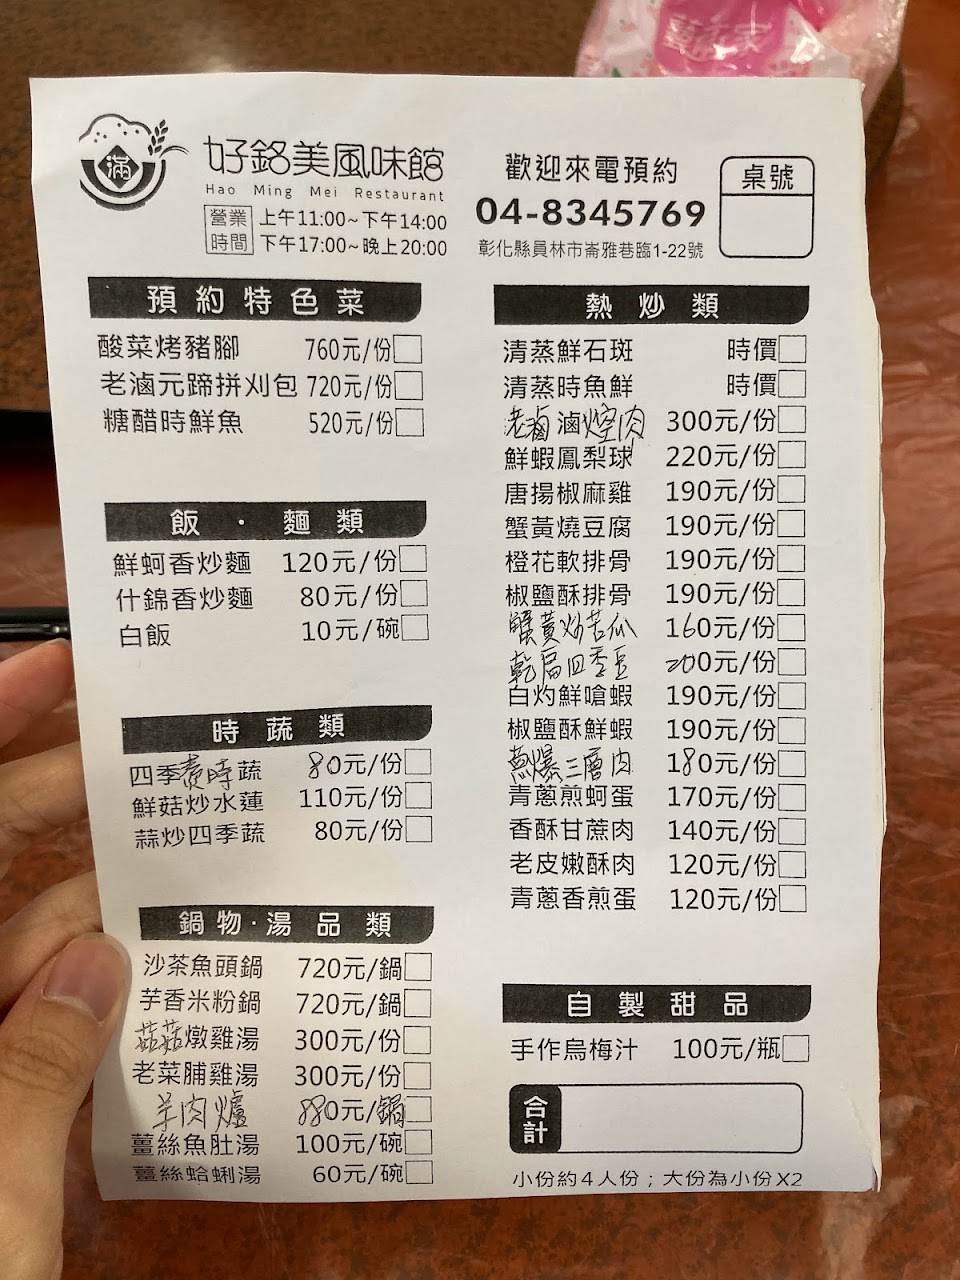 滿
好銘美風味館
Hao Ming Mei Restaurant
營業時間
上午11:00~下午14:00
下午17:00~晚上20:00
歡迎來電預約
04-8345769
彰化縣員林市崙雅巷臨1-22號
桌號
預約特色菜
酸菜烤豬腳 760元/份
老滷元蹄拼刈包 720元/份
糖醋時鮮魚 520元/份
飯·麵類
鮮蚵香炒麵 120元/份
什錦香炒麵 80元/份
白飯 10元/碗
時蔬類
四季 時蔬 80元/份
鮮菇炒水蓮 110元/份
蒜炒四季蔬 80元/份
鍋物·湯品類
沙茶魚頭鍋 720元/鍋
芋香米粉鍋 720元/鍋
菇菇燉雞湯 300元/份
老菜脯雞湯 300元/份
羊肉爐 880元/鍋
薑絲魚肚湯 100元/碗
薑絲蛤蜊湯 60元/碗
熱炒類
清蒸鮮石斑 時價
清蒸時魚鮮 時價
老滷滷焢肉 300元/份
鮮蝦鳳梨球 220元/份
唐揚椒麻雞 190元/份
蟹黃燒豆腐 190元/份
橙花軟排骨 190元/份
椒鹽酥排骨 190元/份
蟹黃炒苦瓜 160元/份
乾扁四季豆 200元/份
白灼鮮嗆蝦 190元/份
椒鹽酥鮮蝦 190元/份
蔥爆三層肉 180元/份
青蔥煎蚵蛋 170元/份
香酥甘蔗肉 140元/份
老皮嫩酥肉 120元/份
青蔥香煎蛋 120元/份
自製甜品
手作烏梅汁 100元/瓶
合計
小份約4人份；大份為小份X2